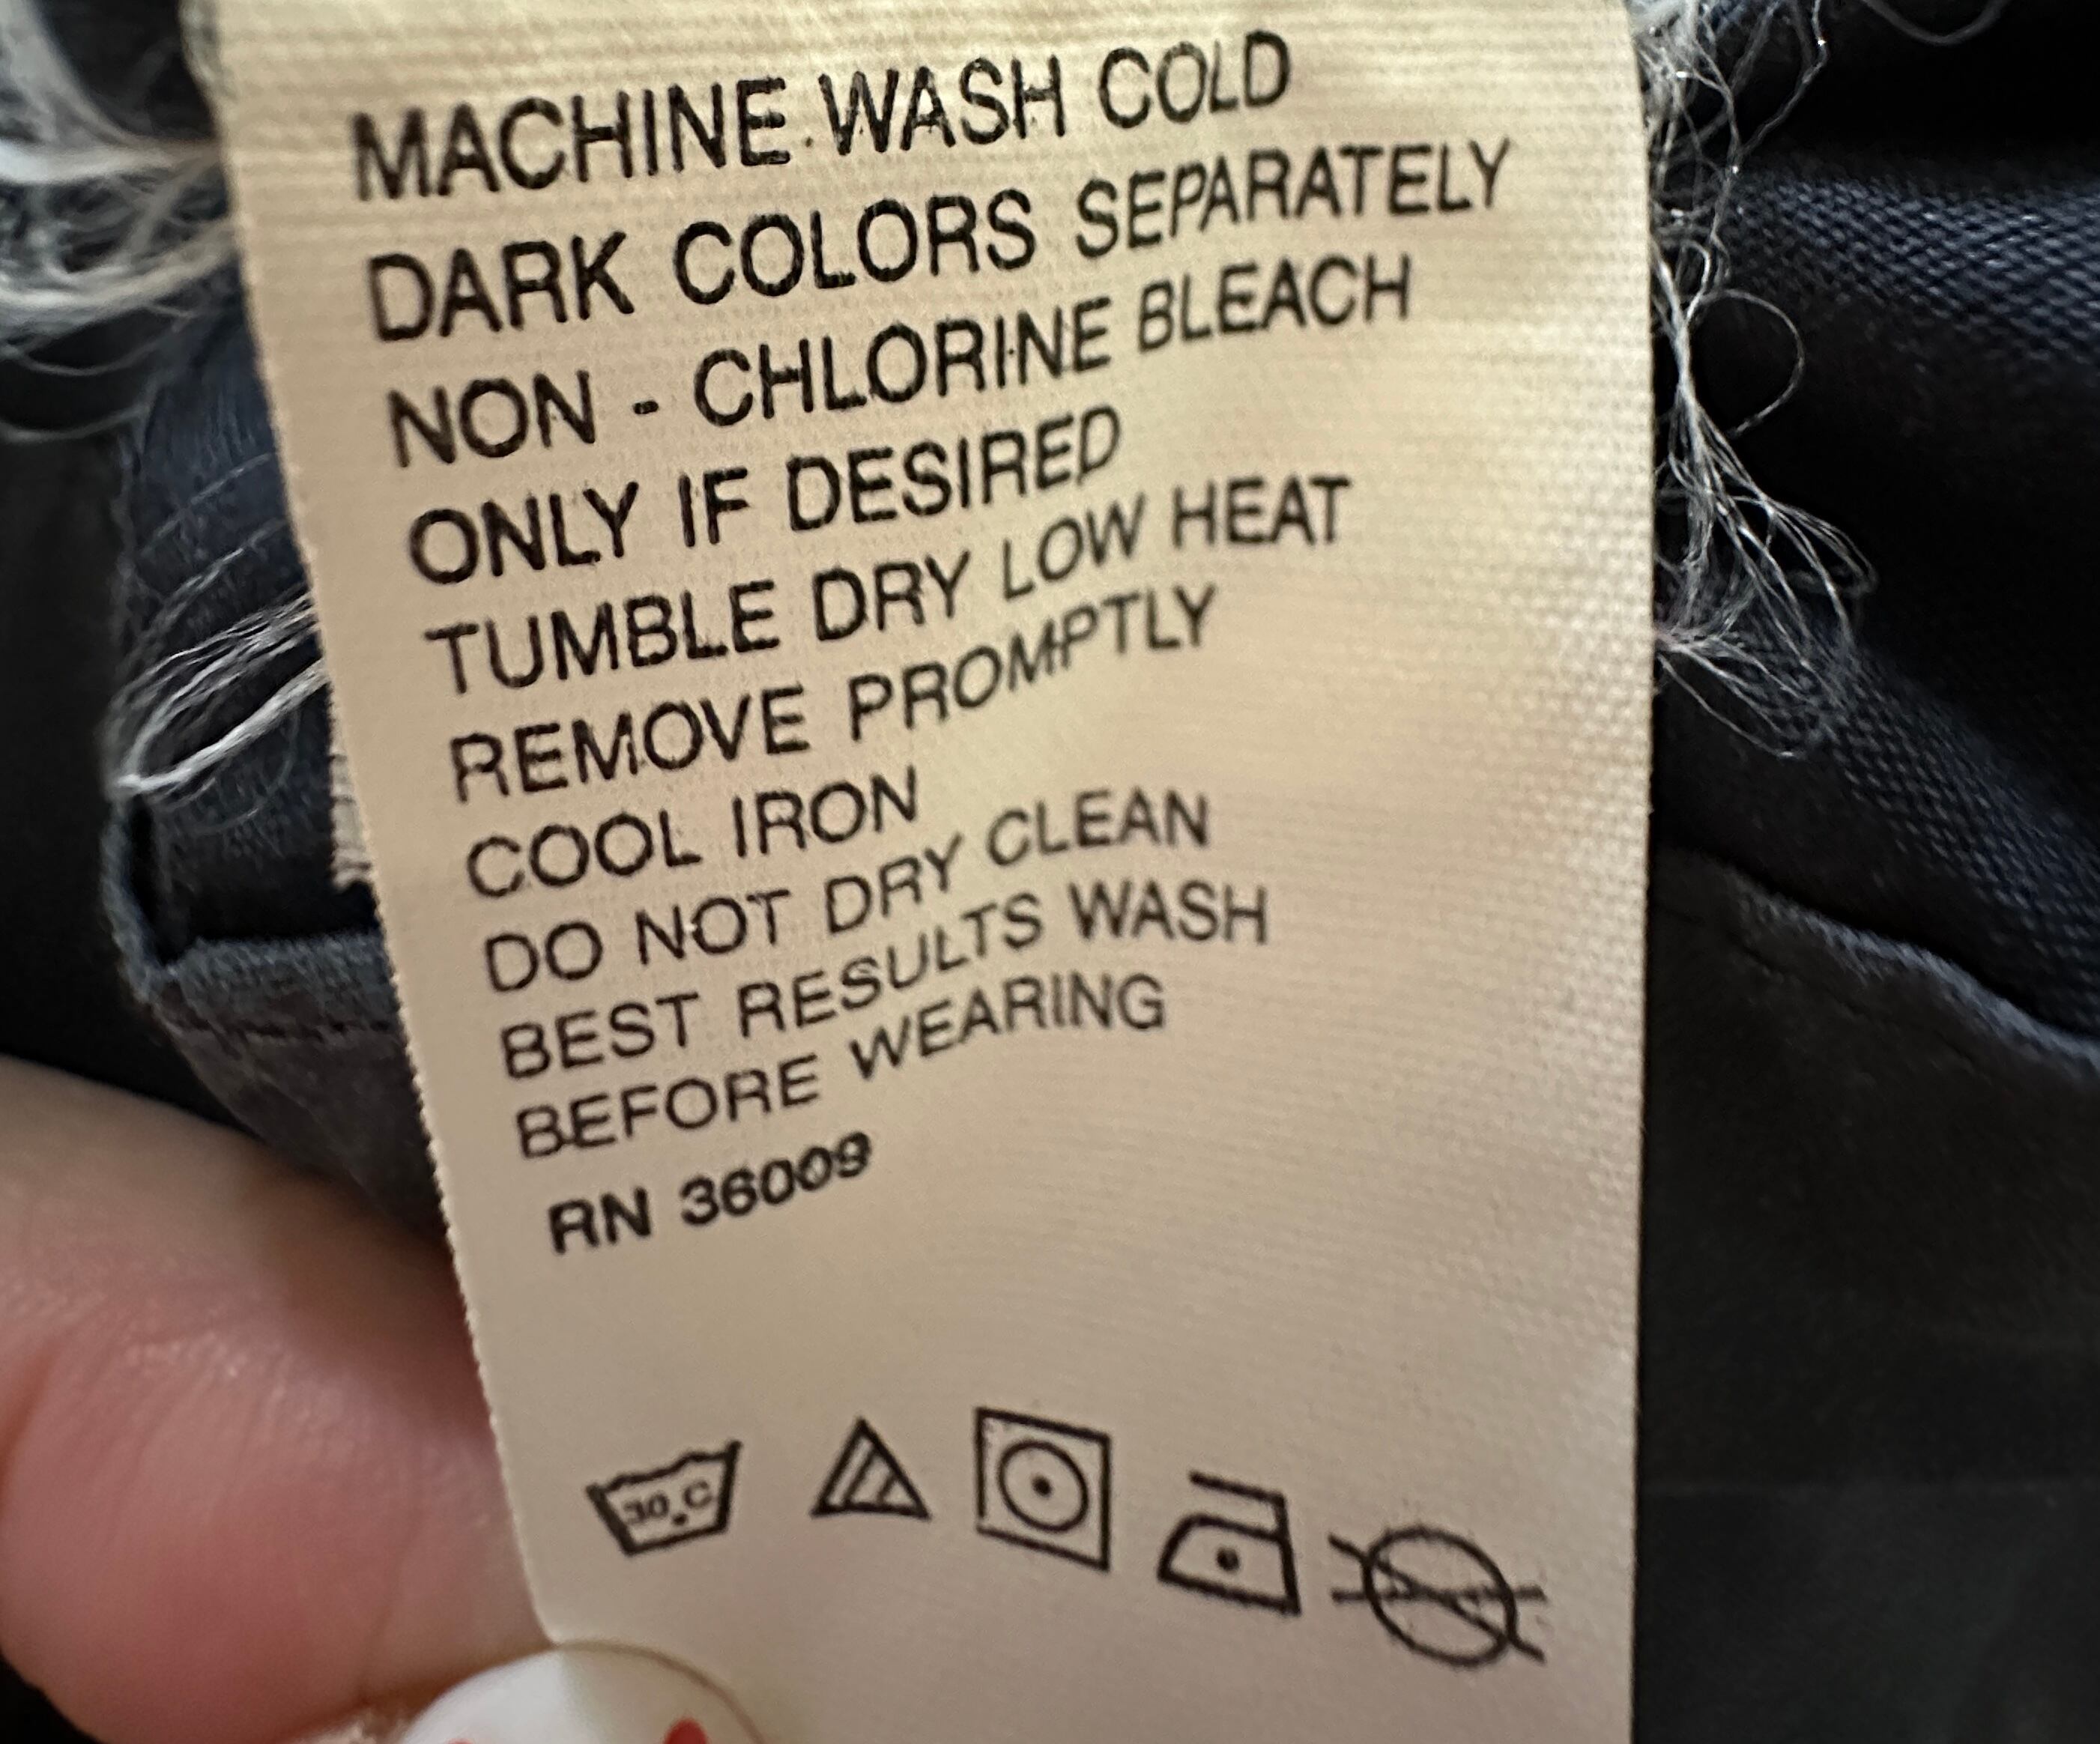 MACHINE WASH COLD
DARK COLORS SEPARATELY
NON - CHLORINE BLEACH
ONLY IF DESIRED
TUMBLE DRY LOW HEAT
REMOVE PROMPTLY
COOL IRON
DO NOT DRY CLEAN
BEST RESULTS WASH
BEFORE WEARING
RN 36009
30.C